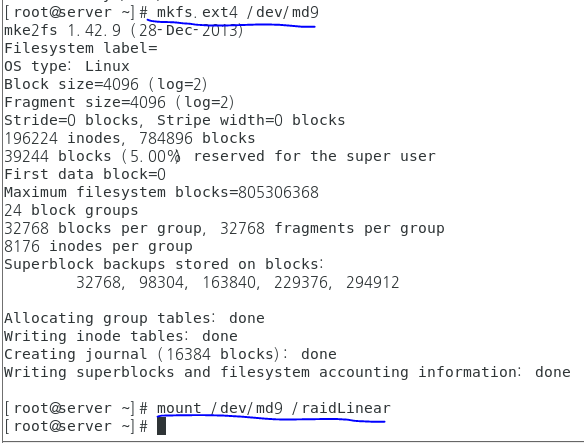 [root@server ~]# mkfs.ext4 /dev/md9
mke2fs 1.42.9 (28-Dec-2013)
Filesystem label=
OS type: Linux
Block size=4096 (log=2)
Fragment size=4096 (log=2)
Stride=0 blocks, Stripe width=0 blocks
196224 inodes, 784896 blocks
39244 blocks (5.00%) reserved for the super user
First data block=0
Maximum filesystem blocks=805306368
24 block groups
32768 blocks per group, 32768 fragments per group
8176 inodes per group
Superblock backups stored on blocks:
32768, 98304, 163840, 229376, 294912
Allocating group tables: done
Writing inode tables: done
Creating journal (16384 blocks): done
Writing superblocks and filesystem accounting information: done
[root@server ~]# mount /dev/md9 /raidLinear
[root@server ~]#